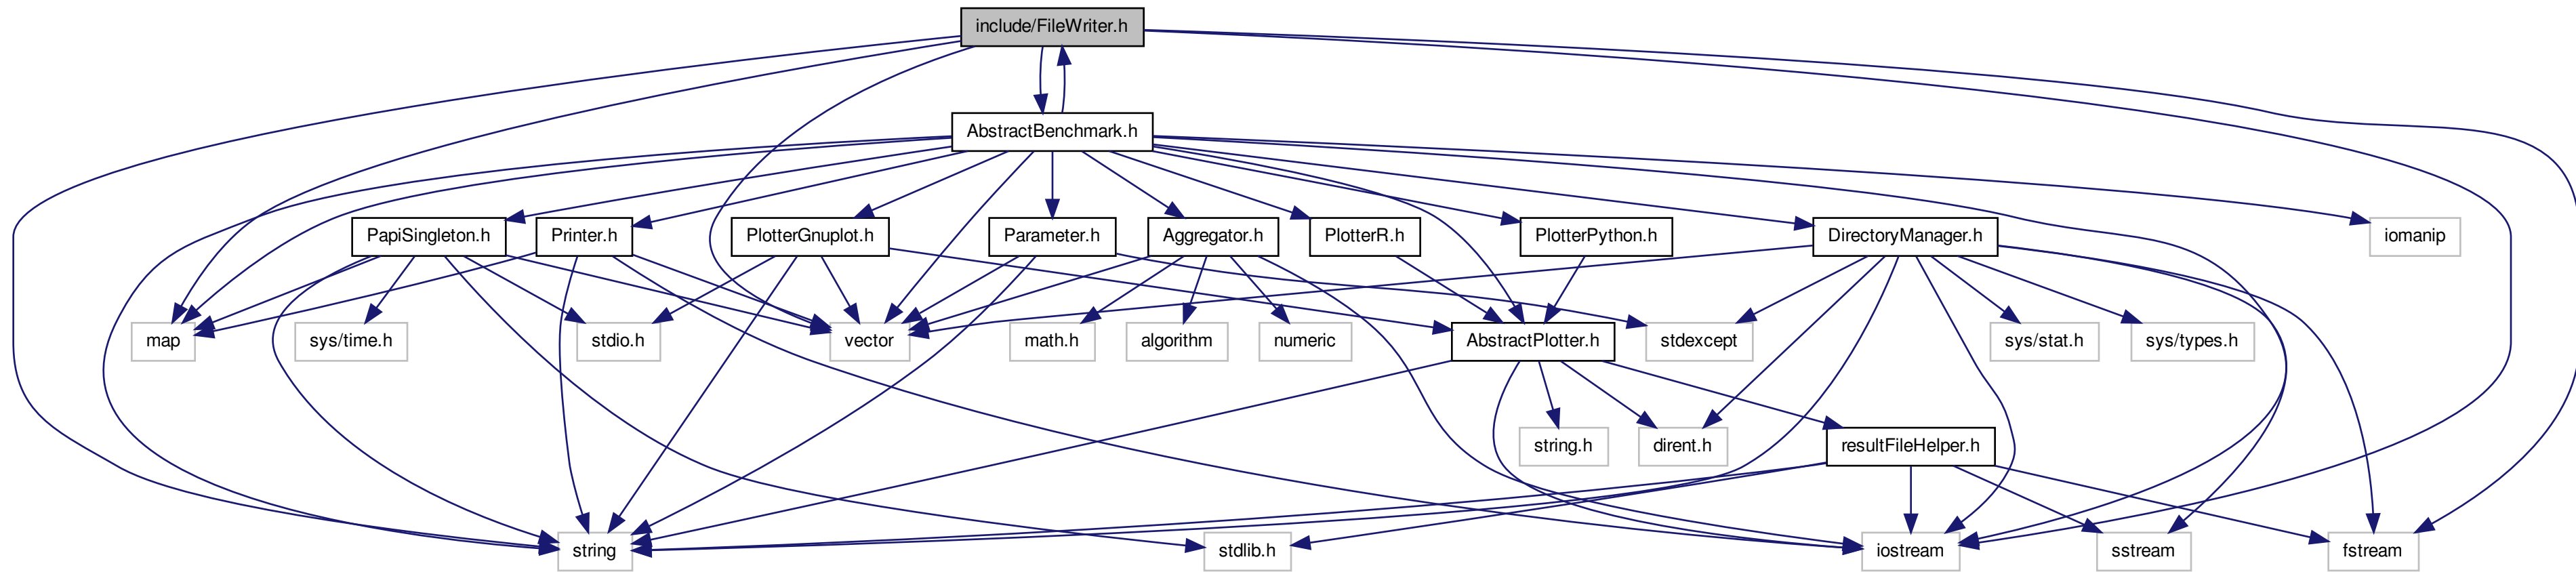 include/FileWriter.h
AbstractBenchmark.h
PapiSingleton.h
Printer.h
PlotterGnuplot.h
Parameter.h
Aggregator.h
PlotterR.h
PlotterPython.h
DirectoryManager.h
iomanip
map
sys/time.h
stdio.h
vector
math.h
algorithm
numeric
AbstractPlotter.h
stdexcept
sys/stat.h
sys/types.h
string.h
dirent.h
resultFileHelper.h
string
stdlib.h
iostream
sstream
fstream